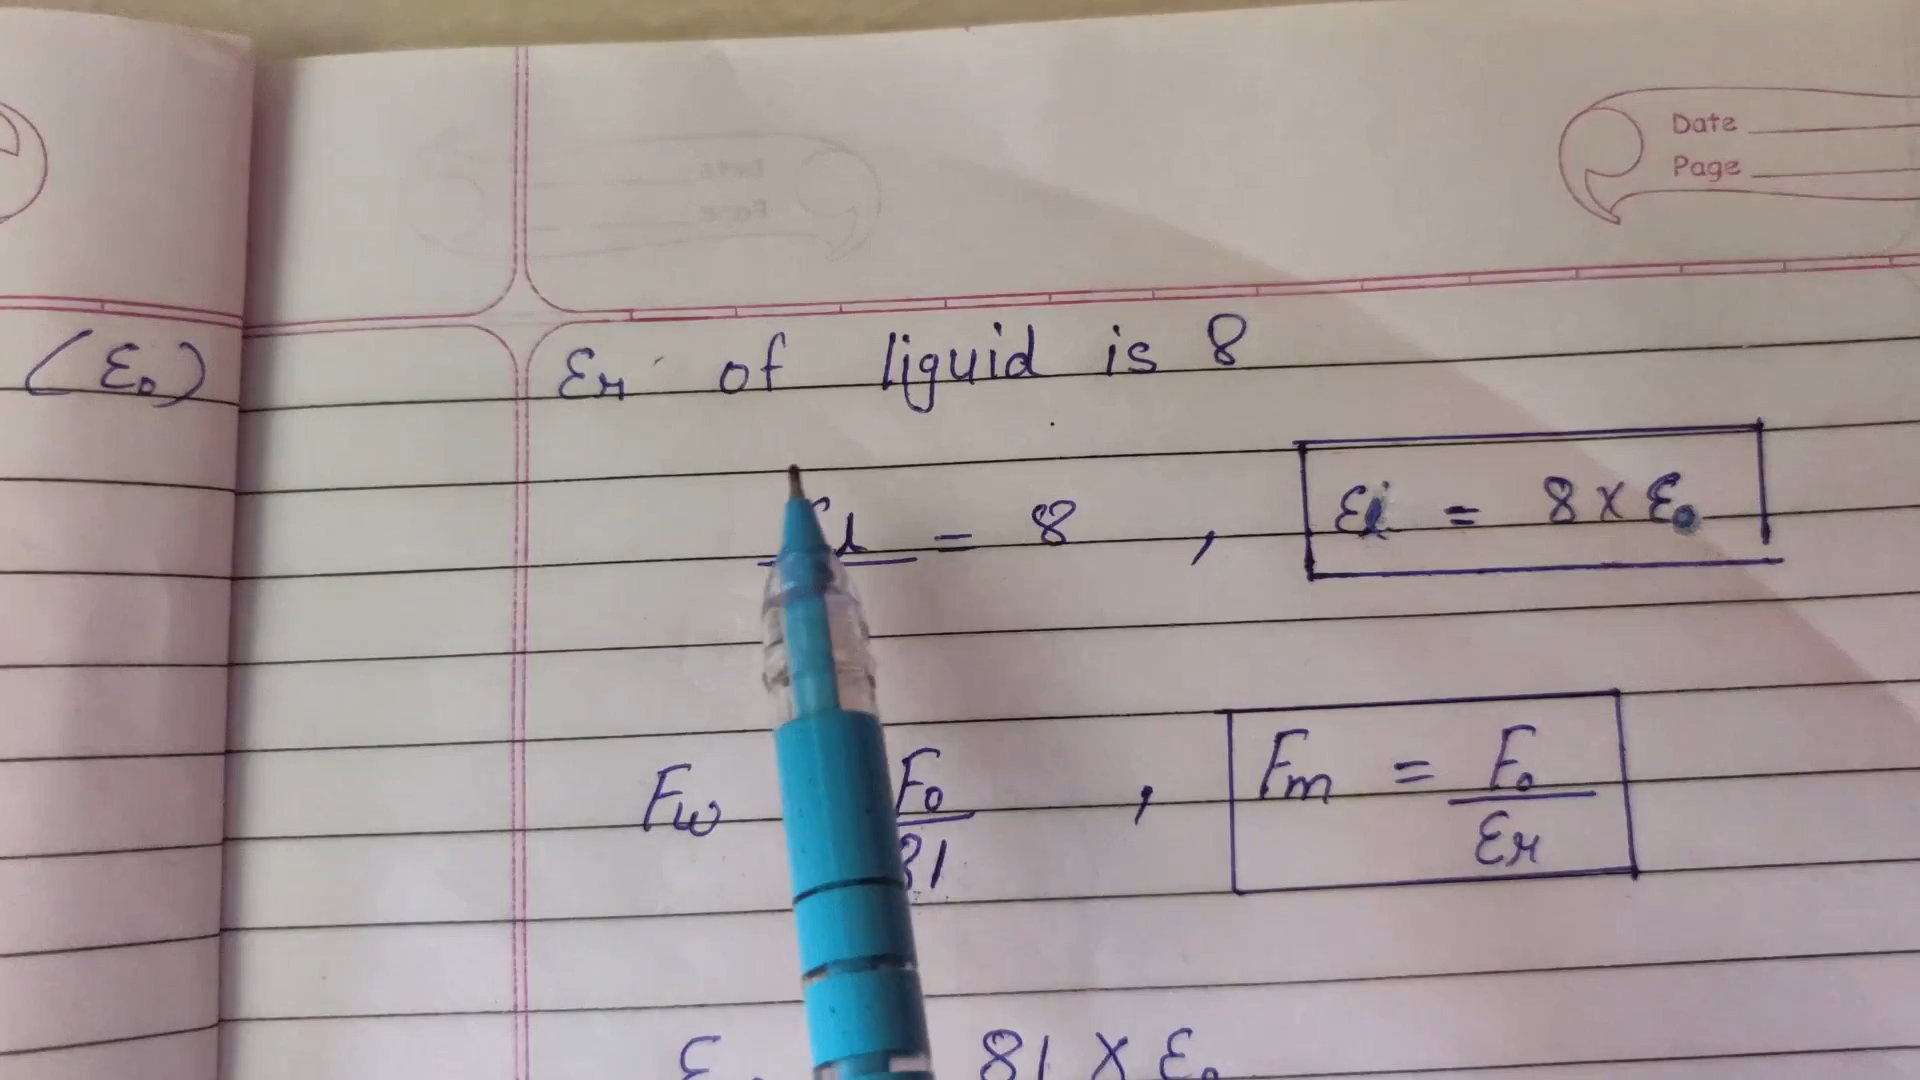 Date
Page
(ε₀)
εr of liquid is 8
= 8 , εl = 8 × ε₀
Fw F₀/81 , Fm = F₀/εr
81 × ε₀